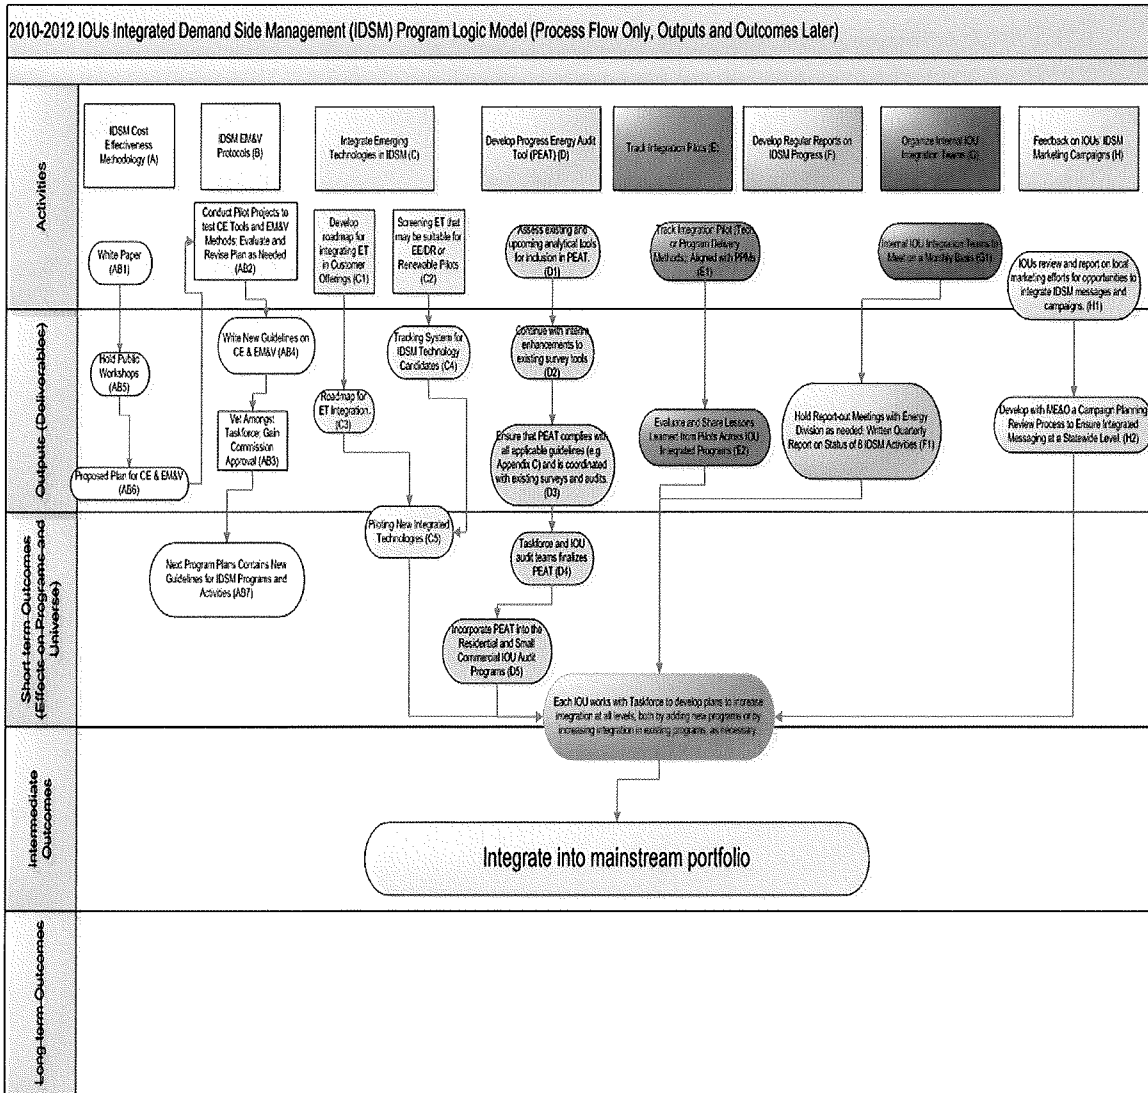 2010-2012 IOUs Integrated Demand Side Management (IDSM) Program Logic Model (Process Flow Only, Outputs and Outcomes Later)
Activities
IDSM Cost
Effectiveness
Methodology (A)
IDSM EM&V
Protocols (B)
Integrate Emerging
Technologies in IDSM (C)
Develop Progress Energy Audit
Tool (PEAT) (D)
Track Integration Pilots (E)
Develop Regular Reports on
IDSM Progress (F)
Organize Internal IOU
Integration Teams (G)
Feedback on IOUs IDSM
Marketing Campaigns (H)
White Paper
(AB1)
Conduct Pilot Projects to
test CE Tools and EM&V
Methods; Evaluate and
Revise Plan as Needed
(AB2)
Develop
roadmap for
integrating ET
in Customer
Offerings (C1)
Screening ET that
may be suitable for
EE/DR or
Renewable Pilots
(C2)
Assess existing and
upcoming analytical tools
for inclusion in PEAT.
(D1)
Track Integration Pilot (Tech
or Program Delivery
Methods; Aligned with PPMs)
(E1)
Internal IOU Integration Teams to
Meet on a Monthly Basis (G1)
IOUs review and report on local
marketing efforts for opportunities to
integrate IDSM messages and
campaigns. (H1)
Outputs (Deliverables)
Hold Public
Workshops
(AB5)
Write New Guidelines on
CE & EM&V (AB4)
Vet Amongst
Taskforce; Gain
Commission
Approval (AB3)
Proposed Plan for CE & EM&V
(AB6)
Roadmap for
ET Integration.
(C3)
Tracking System for
IDSM Technology
Candidates (C4)
Continue with interim
enhancements to
existing survey tools
(D2)
Ensure that PEAT complies with
all applicable guidelines (e.g.
Appendix C) and is coordinated
with existing surveys and audits.
(D3)
Evaluate and Share Lessons
Learned from Pilots Across IOU
Integrated Programs (E2)
Hold Report-out Meetings with Energy
Division as needed; Written Quarterly
Report on Status of 8 IDSM Activities (F1)
Develop with ME&O a Campaign Planning
Review Process to Ensure Integrated
Messaging at a Statewide Level (H2)
Short term Outcomes
(Effects on Programs and
Universe)
Next Program Plans Contains New
Guidelines for IDSM Programs and
Activities (AB7)
Piloting New Integrated
Technologies (C5)
Taskforce and IOU
audit teams finalizes
PEAT (D4)
Incorporate PEAT into the
Residential and Small
Commercial IOU Audit
Programs (D5)
Each IOU works with Taskforce to develop plans to increase
integration at all levels, both by adding new programs or by
increasing integration in existing programs, as necessary.
Intermediate
Outcomes
Integrate into mainstream portfolio
Long-term Outcomes